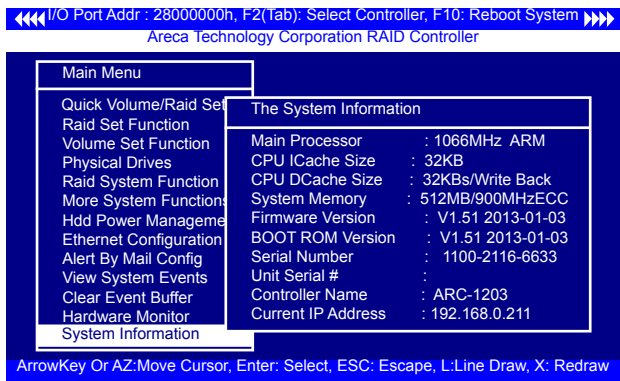 I/O Port Addr : 28000000h, F2(Tab): Select Controller, F10: Reboot System
Areca Technology Corporation RAID Controller
Main Menu
Quick Volume/Raid Set
Raid Set Function
Volume Set Function
Physical Drives
Raid System Function
More System Functions
Hdd Power Manageme
Ethernet Configuration
Alert By Mail Config
View System Events
Clear Event Buffer
Hardware Monitor
System Information
The System Information
Main Processor : 1066MHz ARM
CPU ICache Size : 32KB
CPU DCache Size : 32KBs/Write Back
System Memory : 512MB/900MHzECC
Firmware Version : V1.51 2013-01-03
BOOT ROM Version : V1.51 2013-01-03
Serial Number : 1100-2116-6633
Unit Serial # :
Controller Name : ARC-1203
Current IP Address : 192.168.0.211
ArrowKey Or AZ:Move Cursor, Enter: Select, ESC: Escape, L:Line Draw, X: Redraw